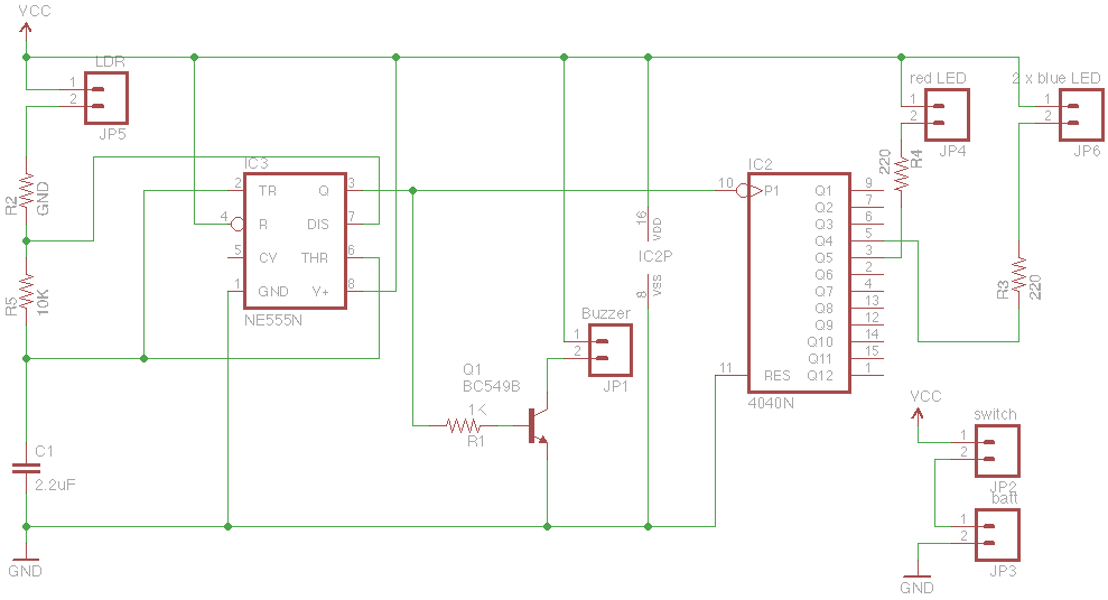 VCC
LDR
1
2
JP5
red LED
1
2
JP4
2 x blue LED
1
2
JP6
220
R4
IC3
2 TR Q 3
4 R DIS 7
5 CV THR 6
1 GND V+ 8
NE555N
R2
GND
R5
10K
16
VDD
IC2P
8
VSS
IC2
10 P1 Q1 9
Q2 7
Q3 6
Q4 5
Q5 3
Q6 2
Q7 4
Q8 13
Q9 12
Q10 14
Q11 15
11 RES Q12 1
4040N
R3
220
Buzzer
1
2
JP1
Q1
BC549B
1K
R1
C1
2.2uF
GND
VCC
switch
1
2
JP2
batt
1
2
JP3
GND